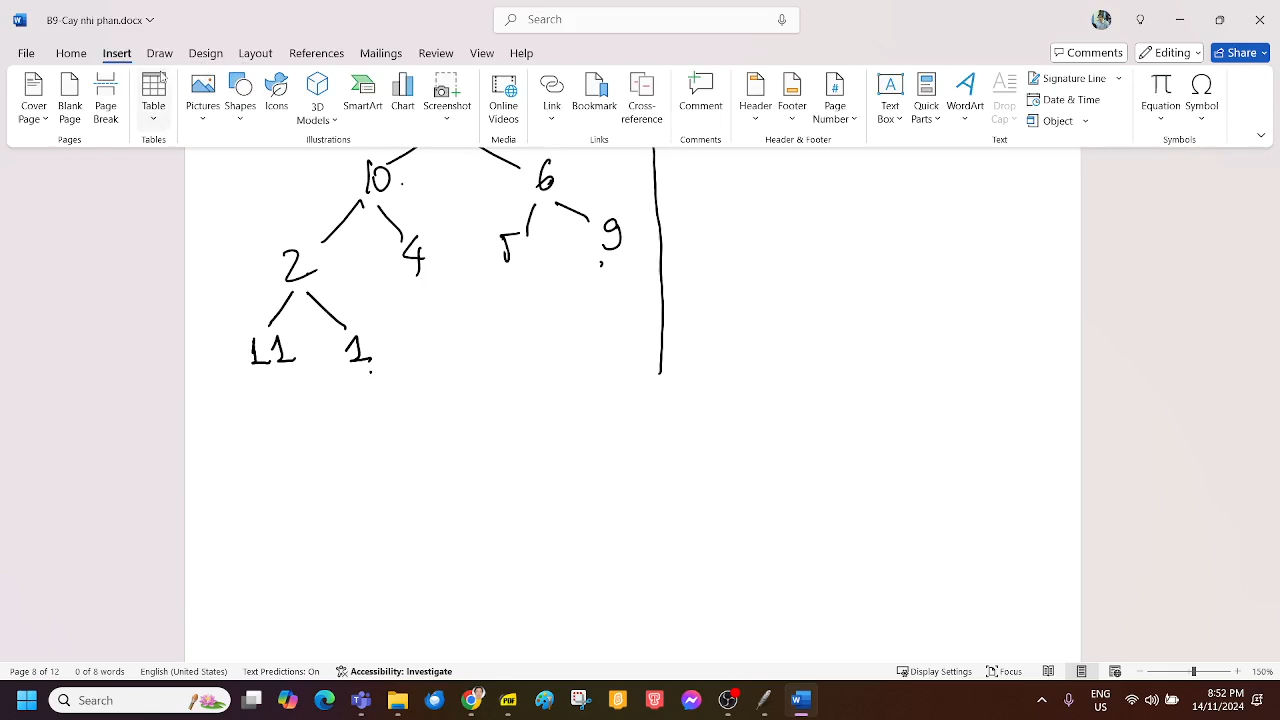 B9-Cay nhi phan.docx
Search
File Home Insert Draw Design Layout References Mailings Review View Help
Comments Editing Share
Cover Page Blank Page Page Break
Pages
Table
Tables
Pictures Shapes Icons 3D Models SmartArt Chart Screenshot
Illustrations
Online Videos
Media
Link Bookmark Cross-reference
Links
Comment
Comments
Header Footer Page Number
Header & Footer
Text Box Quick Parts WordArt Drop Cap Signature Line Date & Time Object
Text
Equation Symbol
Symbols
10 6
2 4 5 9
11 1
Page 8 of 12 0 of 8 words English (United States) Text Predictions: On Accessibility: Investigate
Display Settings Focus 150%
Search
PDF
ENG US
8:52 PM
14/11/2024